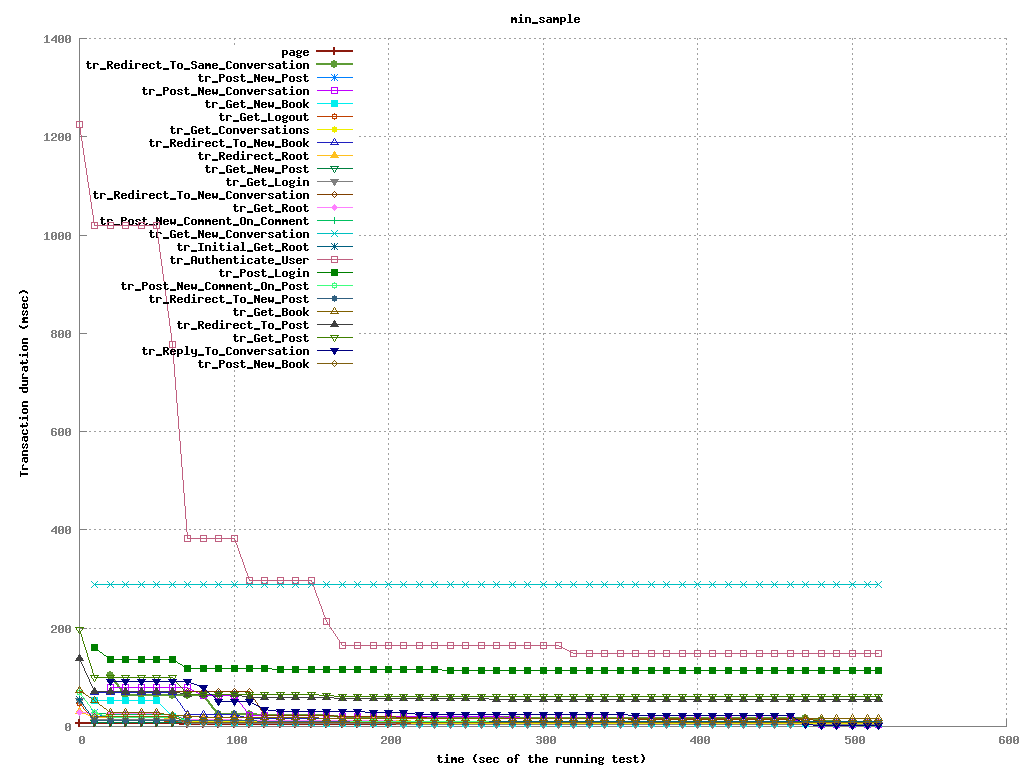 min_sample
1400
1200
1000
800
600
400
200
0
Transaction duration (msec)
page
tr_Redirect_To_Same_Conversation
tr_Post_New_Post
tr_Post_New_Conversation
tr_Get_New_Book
tr_Get_Logout
tr_Get_Conversations
tr_Redirect_To_New_Book
tr_Redirect_Root
tr_Get_New_Post
tr_Get_Login
tr_Redirect_To_New_Conversation
tr_Get_Root
tr_Post_New_Comment_On_Comment
tr_Get_New_Conversation
tr_Initial_Get_Root
tr_Authenticate_User
tr_Post_Login
tr_Post_New_Comment_On_Post
tr_Redirect_To_New_Post
tr_Get_Book
tr_Redirect_To_Post
tr_Get_Post
tr_Reply_To_Conversation
tr_Post_New_Book
0 100 200 300 400 500 600
time (sec of the running test)